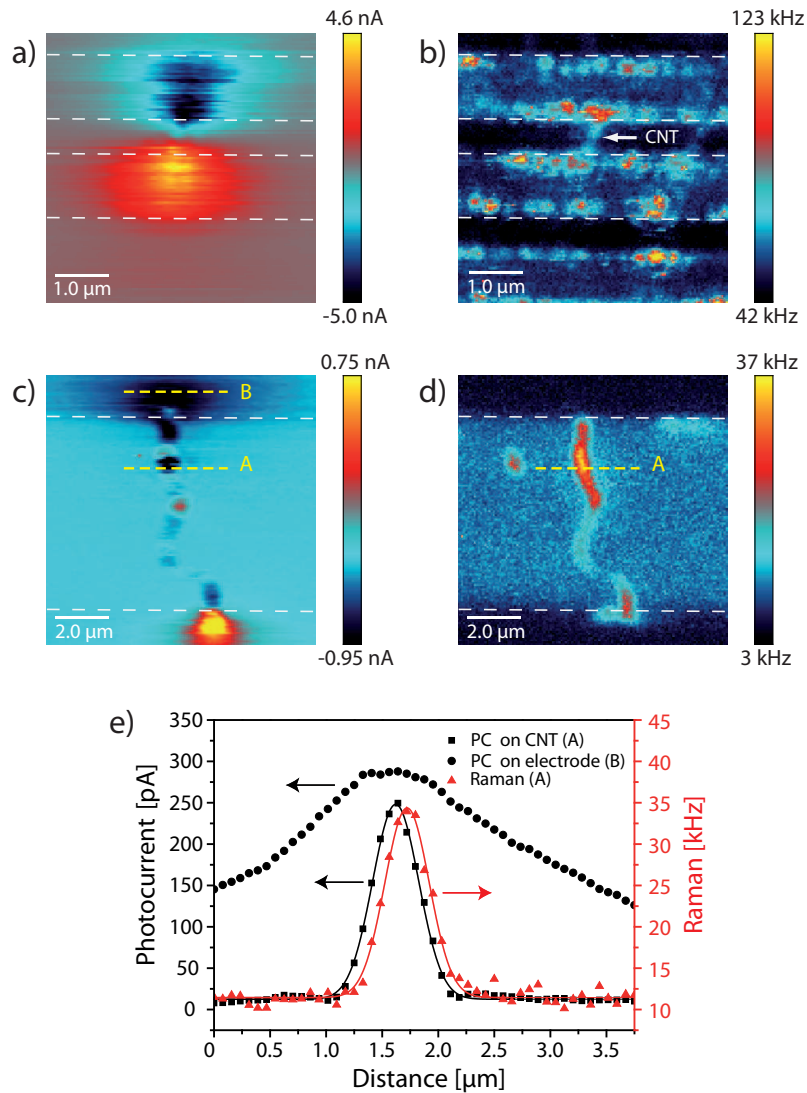 a)
4.6 nA
1.0 µm
-5.0 nA
b)
123 kHz
CNT
1.0 µm
42 kHz
c)
0.75 nA
B
A
2.0 µm
-0.95 nA
d)
37 kHz
A
2.0 µm
3 kHz
e)
350
300
250
200
150
100
50
0
Photocurrent [pA]
PC on CNT (A)
PC on electrode (B)
Raman (A)
45
40
35
30
25
20
15
10
Raman [kHz]
0 0.5 1.0 1.5 2.0 2.5 3.0 3.5
Distance [µm]